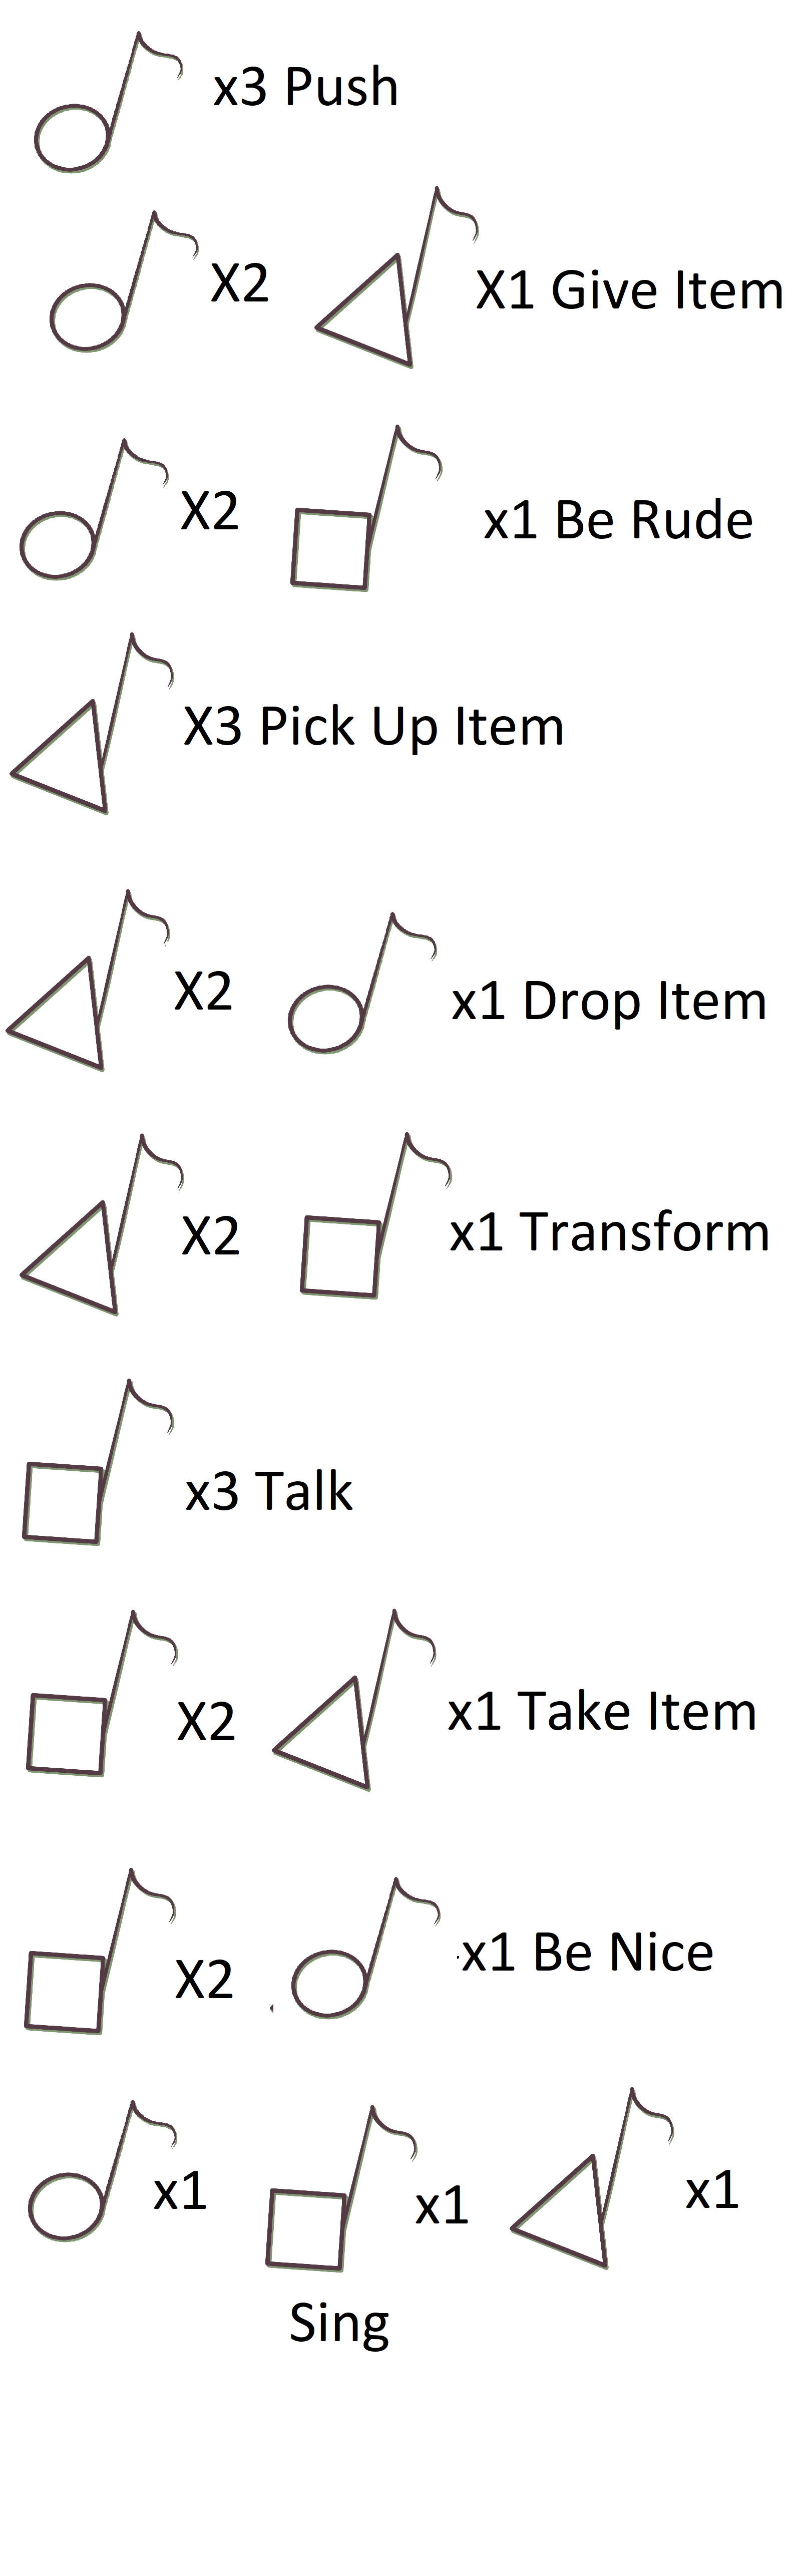 x3 Push
X2 X1 Give Item
X2 x1 Be Rude
X3 Pick Up Item
X2 x1 Drop Item
X2 x1 Transform
x3 Talk
X2 x1 Take Item
X2 x1 Be Nice
x1 x1 x1
Sing